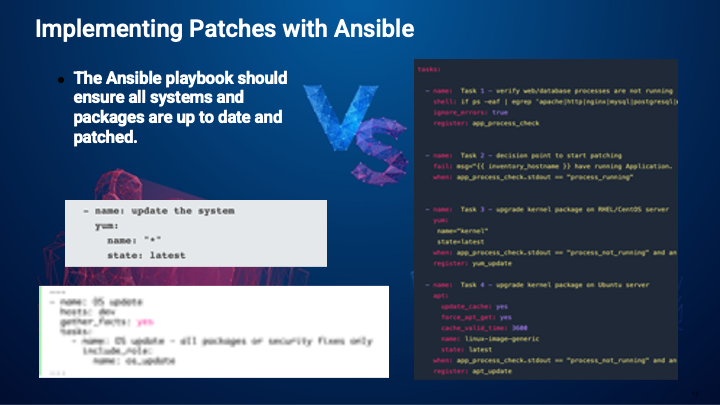 Implementing Patches with Ansible
The Ansible playbook should
ensure all systems and
packages are up to date and
patched.
VS
- name: update the system
yum:
name: "*"
state: latest
---
- name: OS update
hosts: dev
gather_facts: yes
tasks:
- name: OS update - all packages or security fixes only
include_role:
name: os_update
---
tasks:
- name: Task 1 - verify web/database processes are not running
shell: if ps -eaf | egrep 'apache|http|nginx|mysql|postgresql|
ignore_errors: true
register: app_process_check
- name: Task 2 - decision point to start patching
fail: msg="{{ inventory_hostname }} have running Application.
when: app_process_check.stdout == "process_running"
- name: Task 3 - upgrade kernel package on RHEL/CentOS server
yum:
name="kernel"
state=latest
when: app_process_check.stdout == "process_not_running" and an
register: yum_update
- name: Task 4 - upgrade kernel package on Ubuntu server
apt:
update_cache: yes
force_apt_get: yes
cache_valid_time: 3600
name: linux-image-generic
state: latest
when: app_process_check.stdout == "process_not_running" and an
register: apt_update